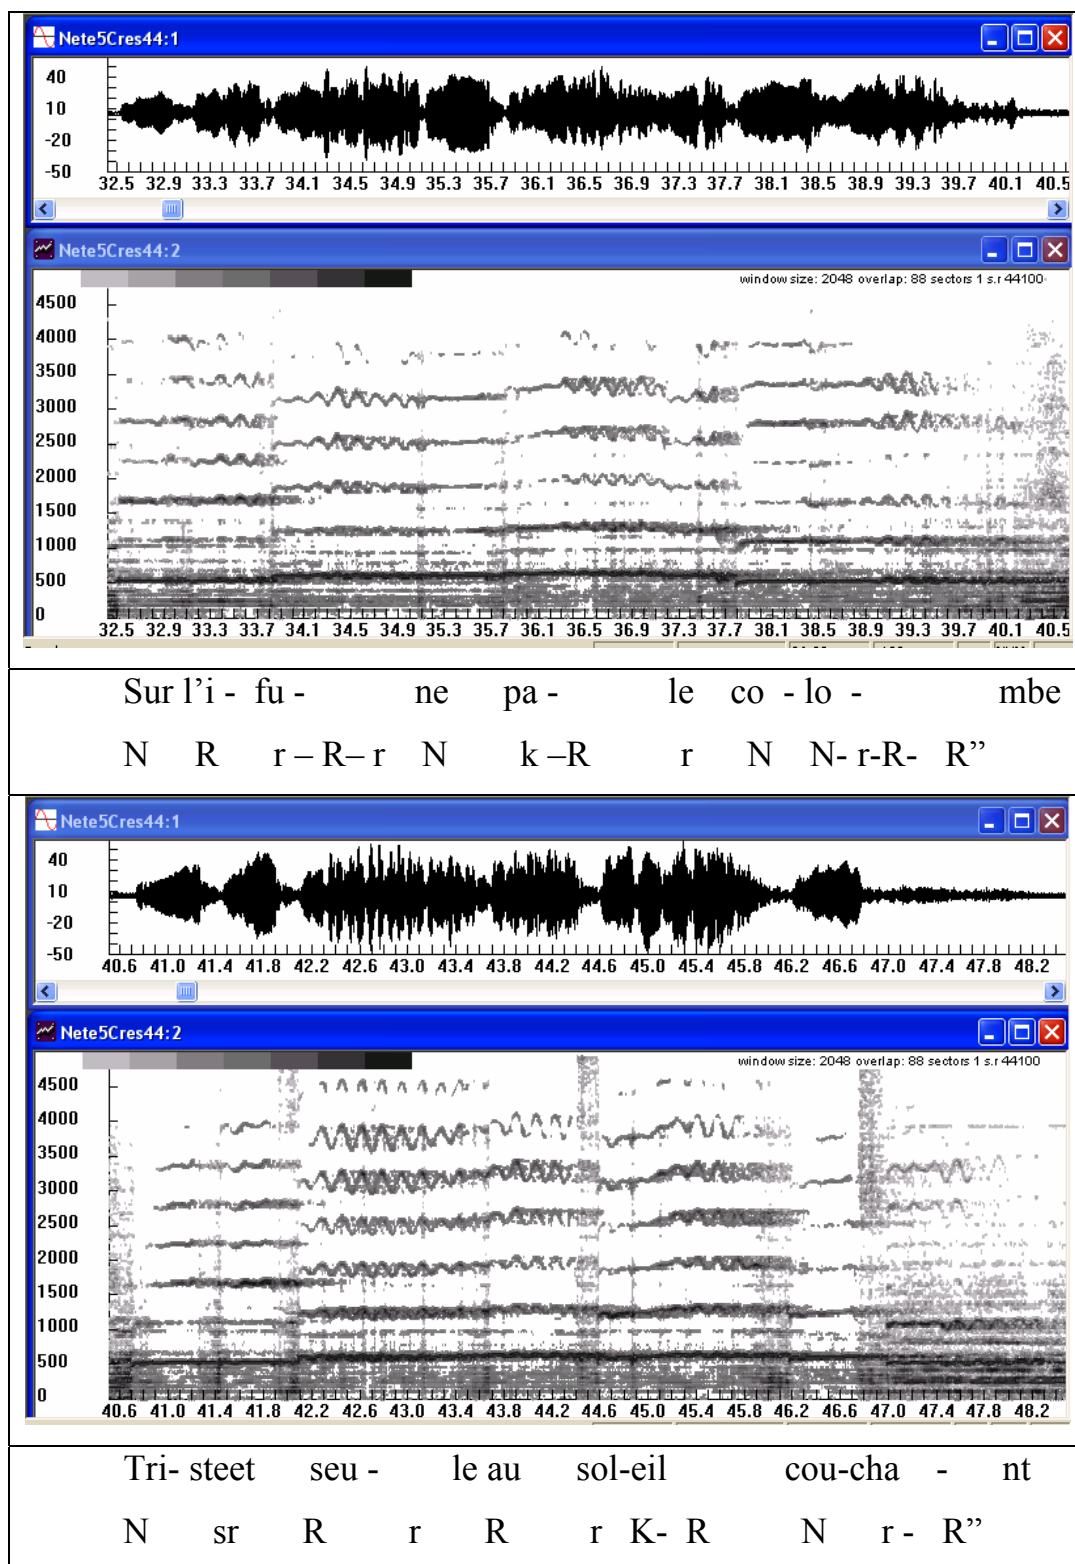 Nete5Cres44:1
40
10
-20
-50
32.5 32.9 33.3 33.7 34.1 34.5 34.9 35.3 35.7 36.1 36.5 36.9 37.3 37.7 38.1 38.5 38.9 39.3 39.7 40.1 40.5
Nete5Cres44:2
window size: 2048 overlap: 88 sectors 1 s.r 44100
4500
4000
3500
3000
2500
2000
1500
1000
500
0
32.5 32.9 33.3 33.7 34.1 34.5 34.9 35.3 35.7 36.1 36.5 36.9 37.3 37.7 38.1 38.5 38.9 39.3 39.7 40.1 40.5
Sur l’i - fu - ne pa - le co - lo - mbe
N R r – R– r N k –R r N N- r-R- R”
Nete5Cres44:1
40
10
-20
-50
40.6 41.0 41.4 41.8 42.2 42.6 43.0 43.4 43.8 44.2 44.6 45.0 45.4 45.8 46.2 46.6 47.0 47.4 47.8 48.2
Nete5Cres44:2
window size: 2048 overlap: 88 sectors 1 s.r 44100
4500
4000
3500
3000
2500
2000
1500
1000
500
0
40.6 41.0 41.4 41.8 42.2 42.6 43.0 43.4 43.8 44.2 44.6 45.0 45.4 45.8 46.2 46.6 47.0 47.4 47.8 48.2
Tri- steet seu - le au sol-eil cou-cha - nt
N sr R r R r K- R N r - R”